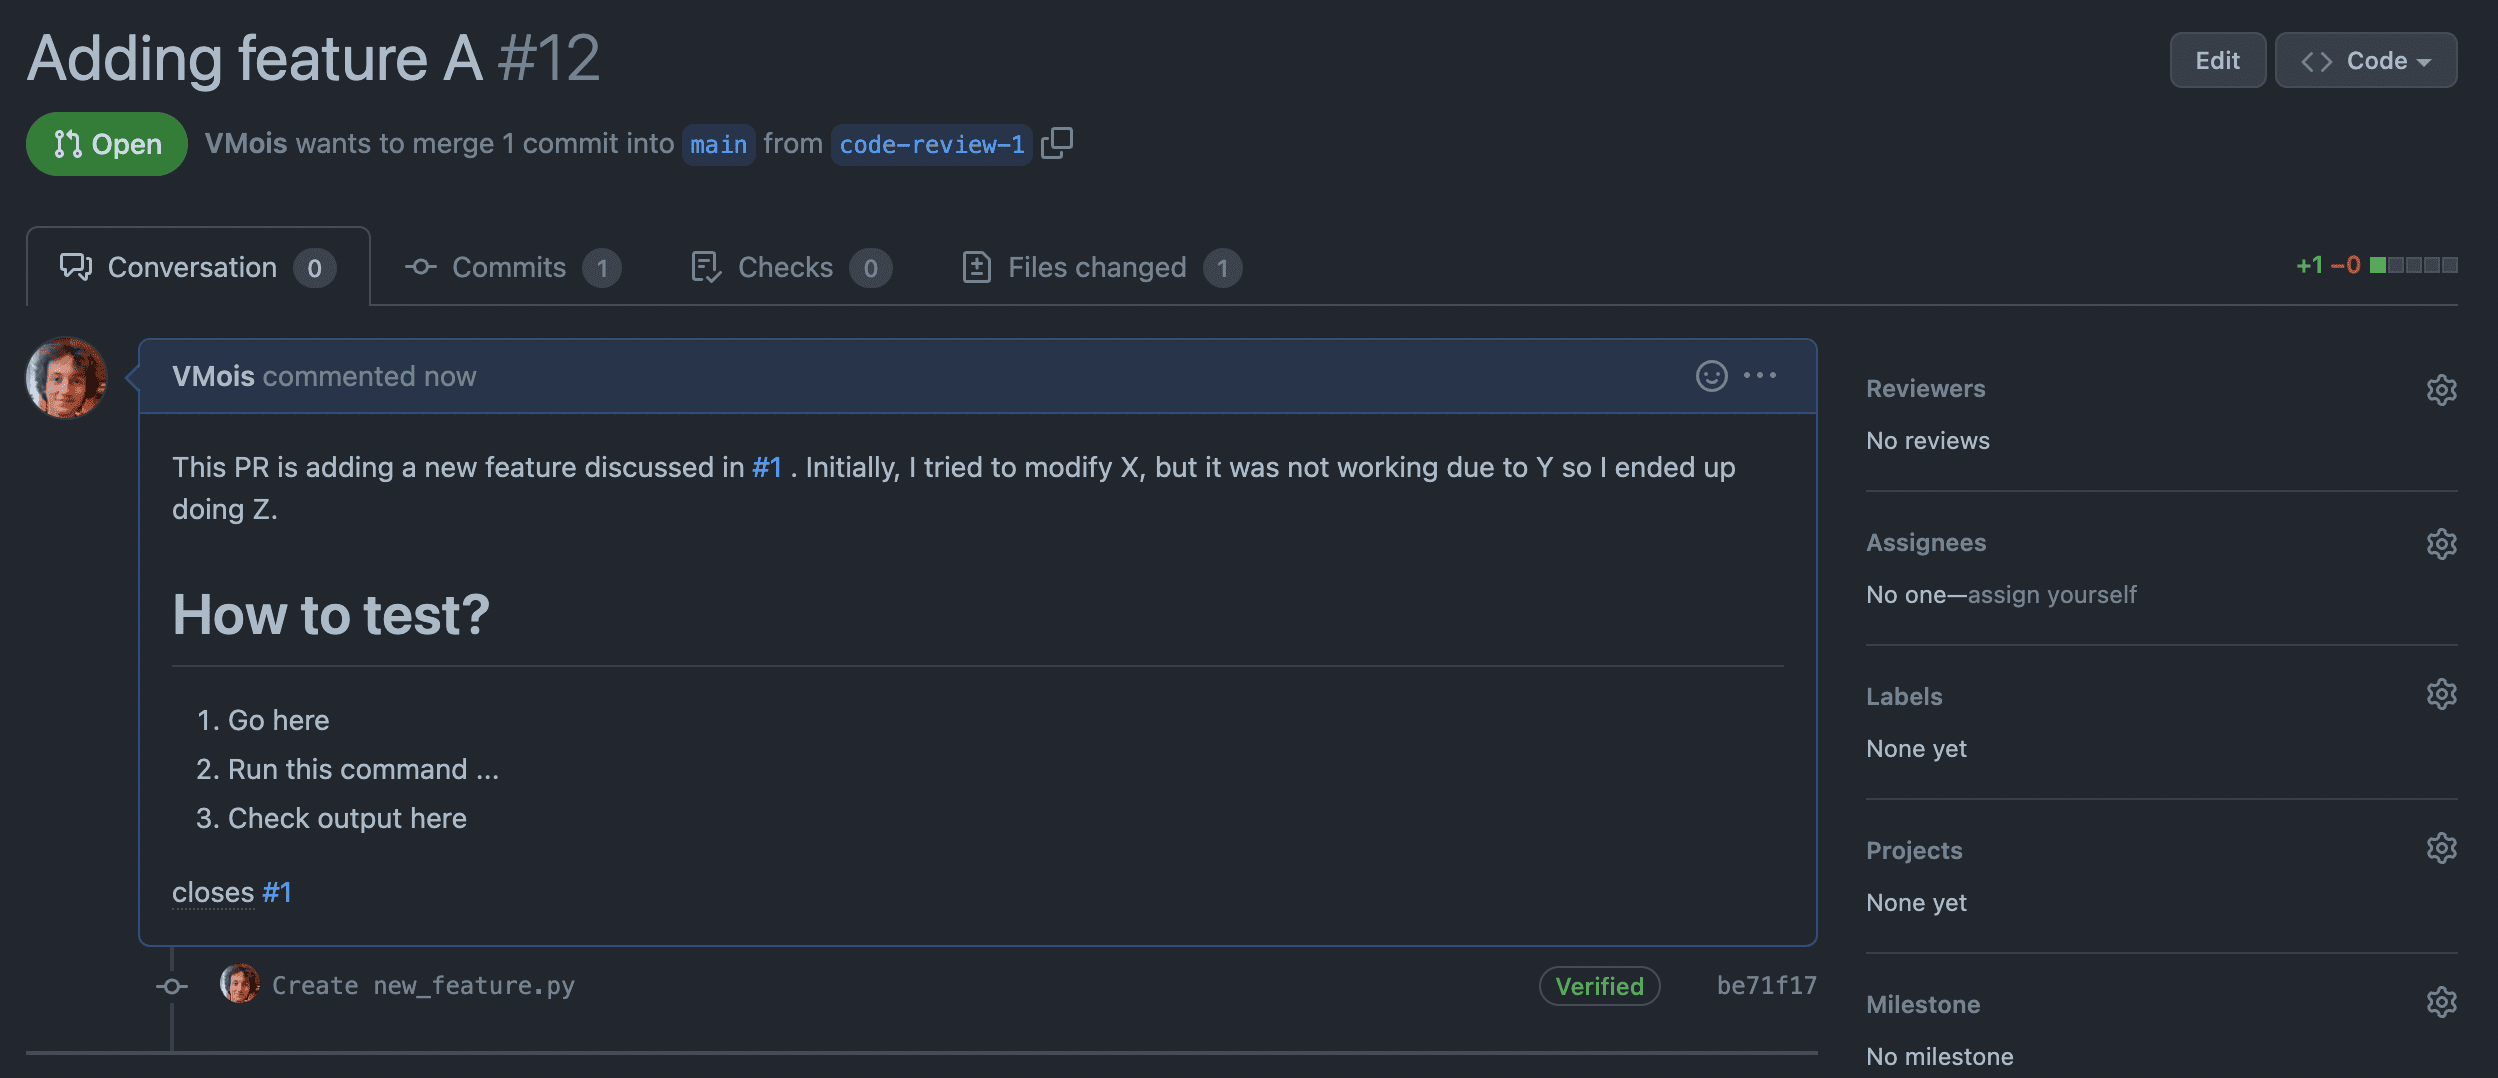 Adding feature A #12
Edit
Code
Open
VMois wants to merge 1 commit into main from code-review-1
Conversation 0
Commits 1
Checks 0
Files changed 1
+1 −0
VMois commented now
This PR is adding a new feature discussed in #1 . Initially, I tried to modify X, but it was not working due to Y so I ended up
doing Z.
How to test?
1. Go here
2. Run this command ...
3. Check output here
closes #1
Create new_feature.py
Verified
be71f17
Reviewers
No reviews
Assignees
No one—assign yourself
Labels
None yet
Projects
None yet
Milestone
No milestone